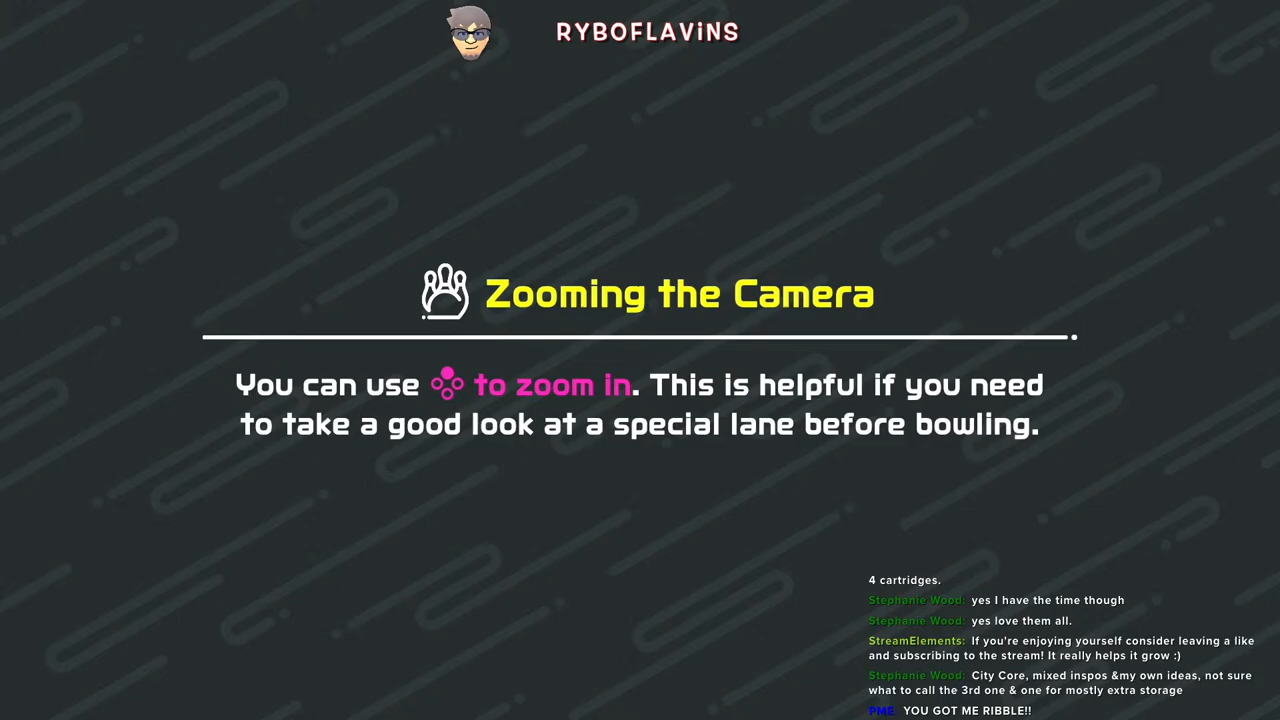 RYBOFLAViNS
Zooming the Camera
You can use to zoom in. This is helpful if you need
to take a good look at a special lane before bowling.
4 cartridges.
Stephanie Wood: yes I have the time though
Stephanie Wood: yes love them all.
StreamElements: If you're enjoying yourself consider leaving a like
and subscribing to the stream! It really helps it grow :)
Stephanie Wood: City Core, mixed inspos &my own ideas, not sure
what to call the 3rd one & one for mostly extra storage
PME YOU GOT ME RIBBLE!!